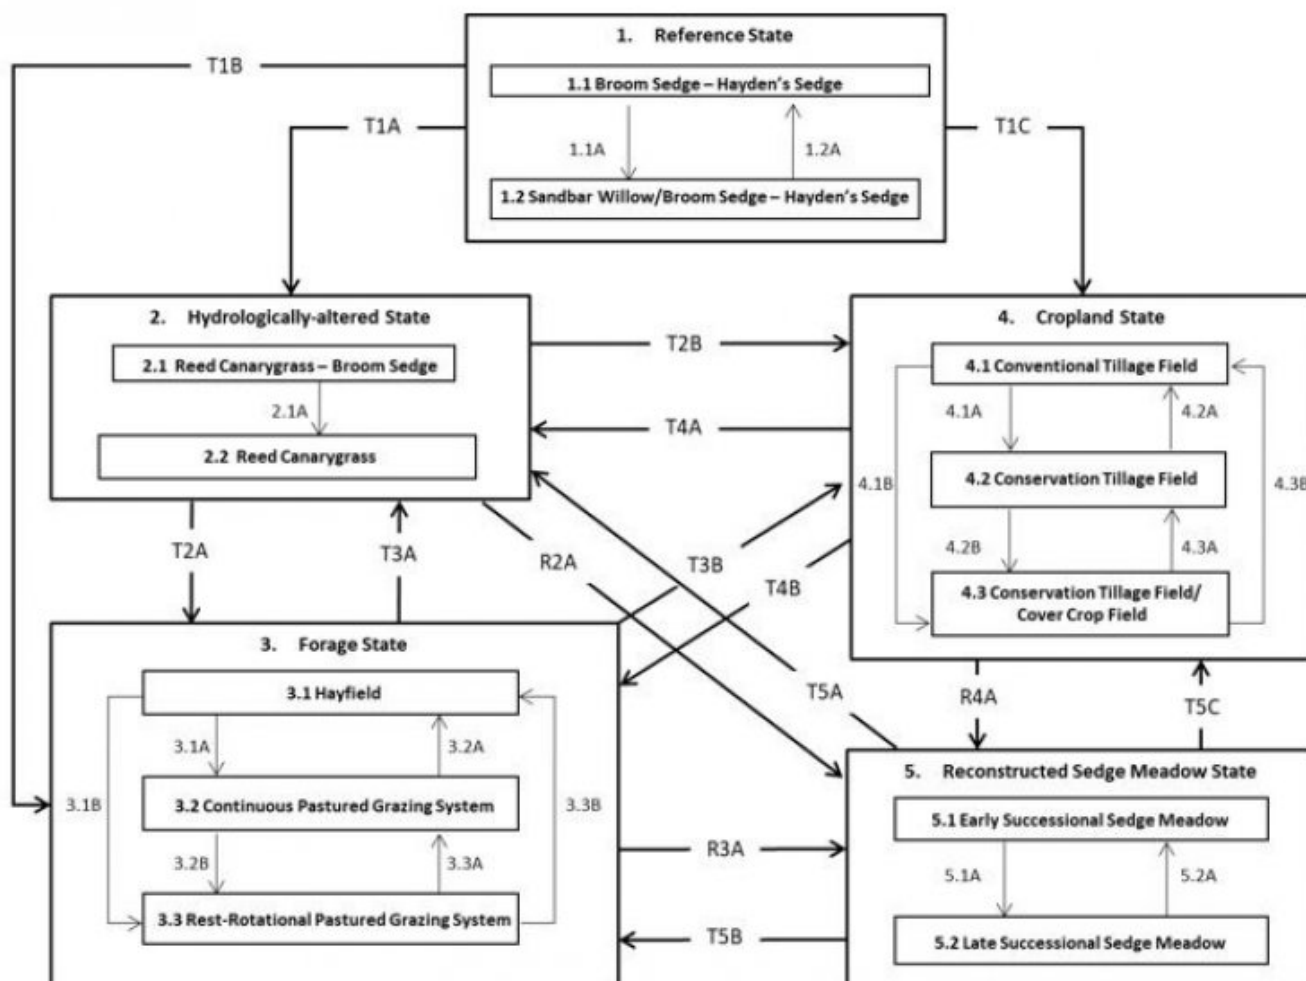 1. Reference State
T1B
1.1 Broom Sedge – Hayden's Sedge
T1A
T1C
1.1A
1.2A
1.2 Sandbar Willow/Broom Sedge – Hayden's Sedge
2. Hydrologically-altered State
2.1 Reed Canarygrass – Broom Sedge
2.1A
2.2 Reed Canarygrass
T2B
T4A
4. Cropland State
4.1 Conventional Tillage Field
4.1A
4.2A
4.2 Conservation Tillage Field
4.1B
4.3B
4.2B
4.3A
4.3 Conservation Tillage Field/
Cover Crop Field
T2A
T3A
R2A
T3B
T4B
T5A
R4A
T5C
3. Forage State
3.1 Hayfield
3.1A
3.2A
3.2 Continuous Pastured Grazing System
3.1B
3.3B
3.2B
3.3A
3.3 Rest-Rotational Pastured Grazing System
R3A
T5B
5. Reconstructed Sedge Meadow State
5.1 Early Successional Sedge Meadow
5.1A
5.2A
5.2 Late Successional Sedge Meadow